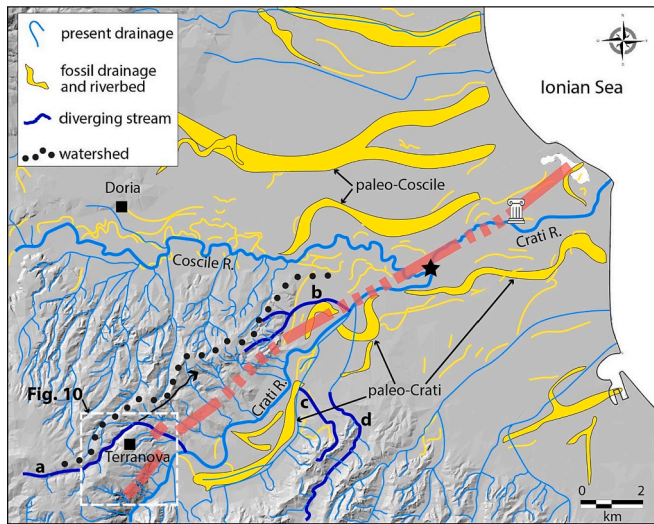 present drainage
fossil drainage
and riverbed
diverging stream
watershed
Ionian Sea
Doria
paleo-Coscile
Coscile R.
Crati R.
b
Fig. 10
Crati R.
paleo-Crati
c
d
a
Terranova
0 2
km